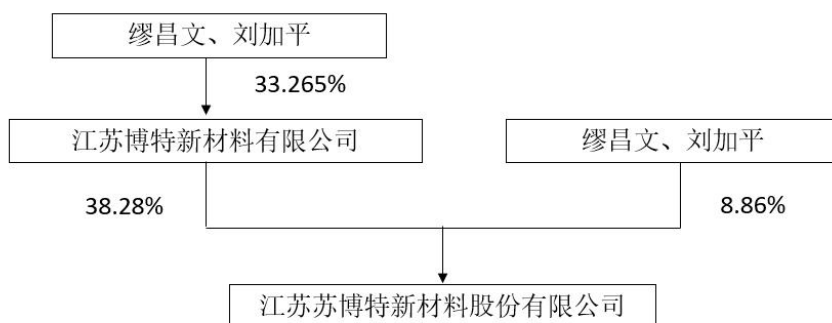 缪昌文、刘加平
33.265%
江苏博特新材料有限公司
缪昌文、刘加平
38.28%
8.86%
江苏苏博特新材料股份有限公司